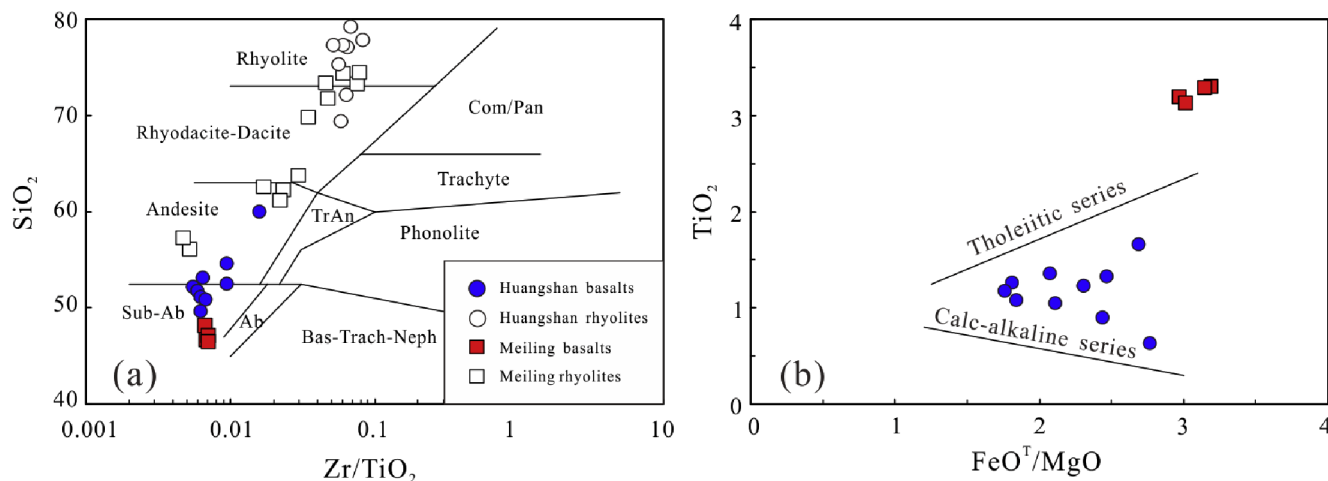 80
70
60
50
40
SiO₂
Rhyolite
Com/Pan
Rhyodacite-Dacite
Trachyte
Andesite
TrAn
Phonolite
Sub-Ab
Ab
Bas-Trach-Neph
(a)
Huangshan basalts
Huangshan rhyolites
Meiling basalts
Meiling rhyolites
0.001
0.01
0.1
1
10
Zr/TiO₂
4
3
2
1
0
TiO₂
Tholeiitic series
Calc-alkaline series
(b)
0
1
2
3
4
FeOᵀ/MgO